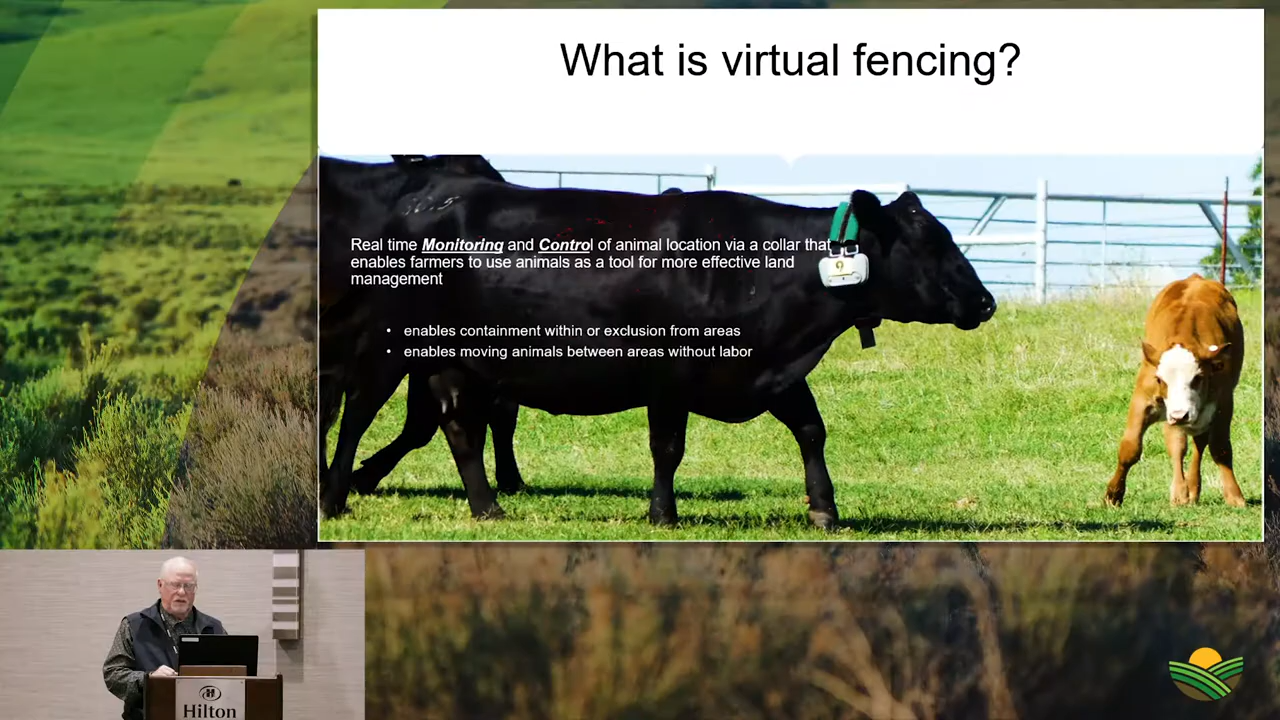 What is virtual fencing?
Real time Monitoring and Control of animal location via a collar that
enables farmers to use animals as a tool for more effective land
management
• enables containment within or exclusion from areas
• enables moving animals between areas without labor
9
Hilton